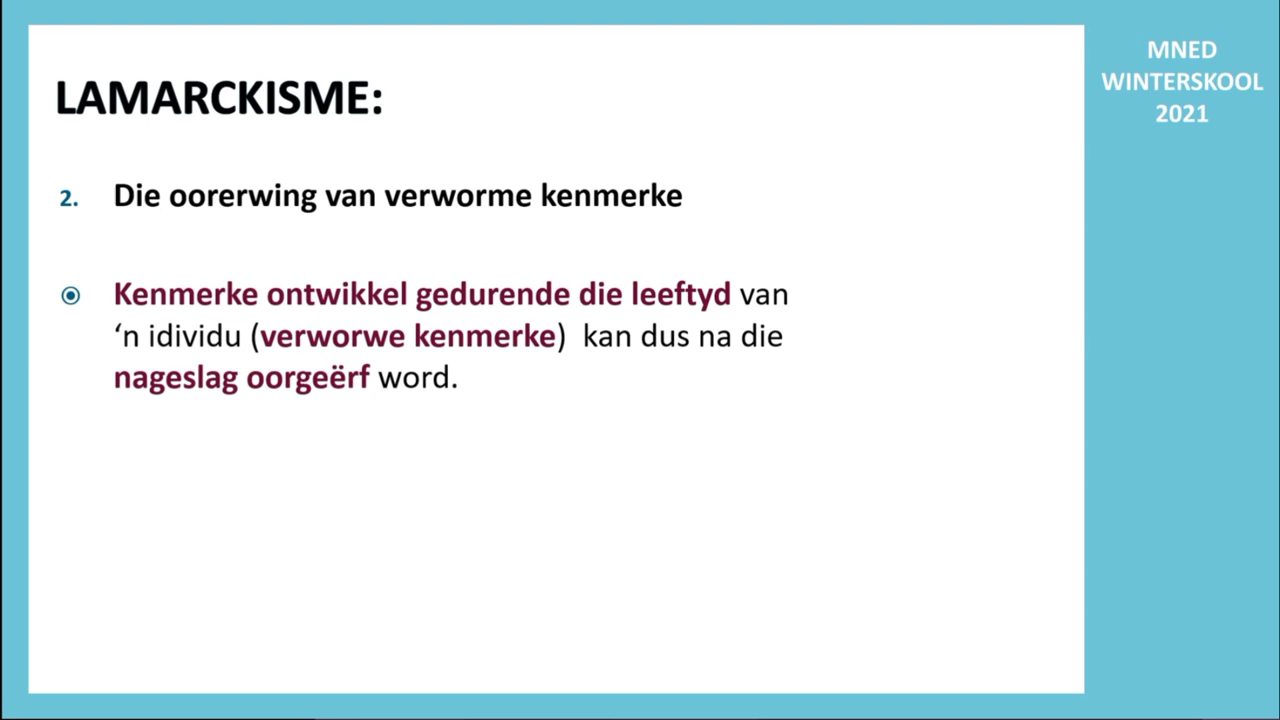 LAMARCKISME:
2. Die oorerwing van verworme kenmerke
Kenmerke ontwikkel gedurende die leeftyd van
‘n idividu (verworwe kenmerke) kan dus na die
nageslag oorgeërf word.
MNED
WINTERSKOOL
2021